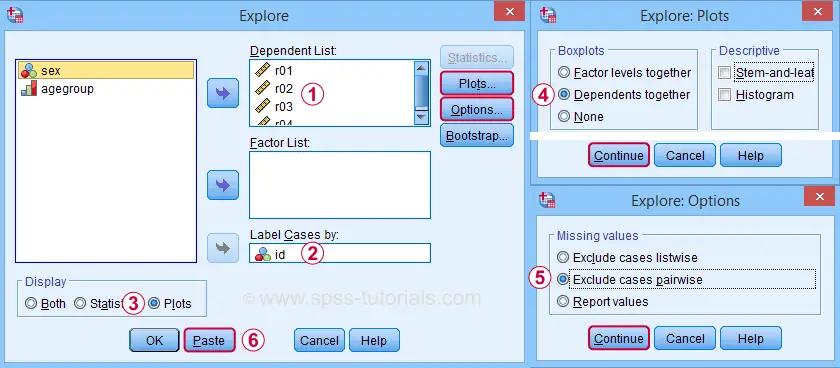 Explore
sex
agegroup
Dependent List:
r01
r02
r03
1
Factor List:
Label Cases by:
id
2
Statistics...
Plots...
Options...
Bootstrap...
Display
Both
3
Plots
© www.spss-tutorials.com
OK
Paste
6
Cancel
Help
Explore: Plots
Boxplots
Factor levels together
4
Dependents together
None
Descriptive
Stem-and-leaf
Histogram
Continue
Cancel
Help
Explore: Options
Missing values
Exclude cases listwise
5
Exclude cases pairwise
Report values
Continue
Cancel
Help